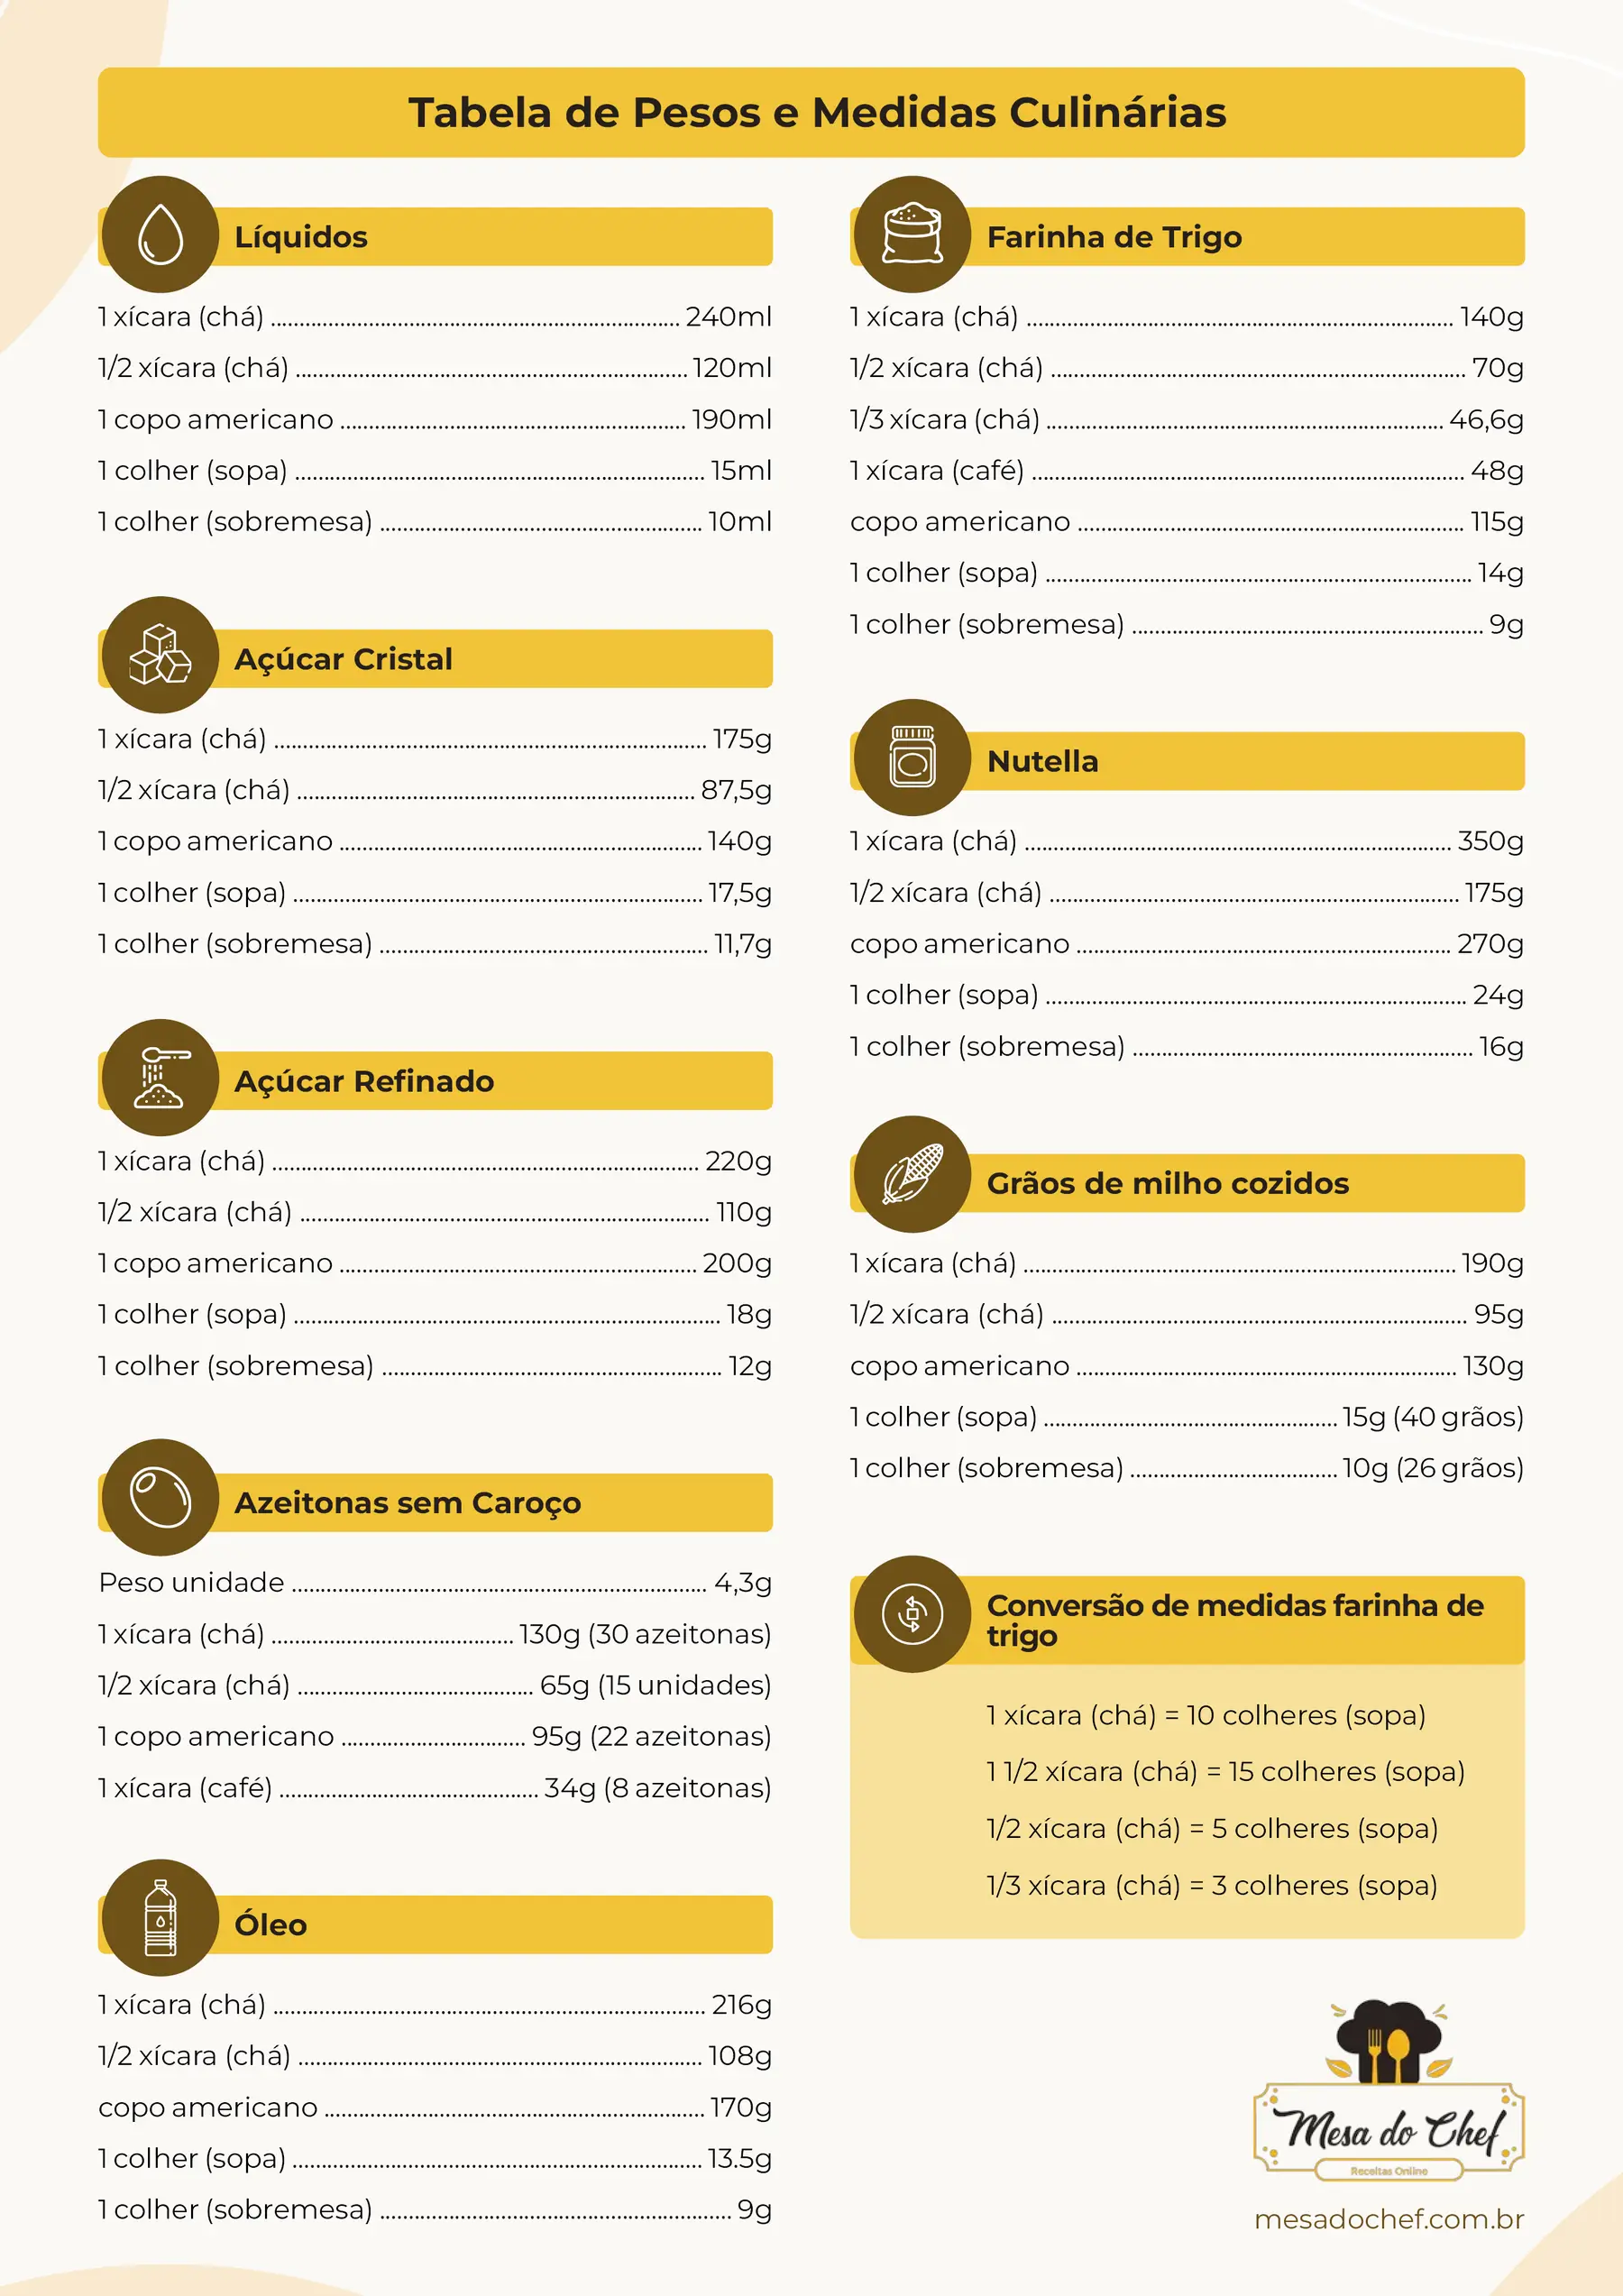 Tabela de Pesos e Medidas Culinárias
Líquidos
1 xícara (chá) ........ 240ml
1/2 xícara (chá) ........ 120ml
1 copo americano ........ 190ml
1 colher (sopa) ........ 15ml
1 colher (sobremesa) ........ 10ml
Açúcar Cristal
1 xícara (chá) ........ 175g
1/2 xícara (chá) ........ 87,5g
1 copo americano ........ 140g
1 colher (sopa) ........ 17,5g
1 colher (sobremesa) ........ 11,7g
Açúcar Refinado
1 xícara (chá) ........ 220g
1/2 xícara (chá) ........ 110g
1 copo americano ........ 200g
1 colher (sopa) ........ 18g
1 colher (sobremesa) ........ 12g
Azeitonas sem Caroço
Peso unidade ........ 4,3g
1 xícara (chá) ........ 130g (30 azeitonas)
1/2 xícara (chá) ........ 65g (15 unidades)
1 copo americano ........ 95g (22 azeitonas)
1 xícara (café) ........ 34g (8 azeitonas)
Óleo
1 xícara (chá) ........ 216g
1/2 xícara (chá) ........ 108g
copo americano ........ 170g
1 colher (sopa) ........ 13.5g
1 colher (sobremesa) ........ 9g
Farinha de Trigo
1 xícara (chá) ........ 140g
1/2 xícara (chá) ........ 70g
1/3 xícara (chá) ........ 46,6g
1 xícara (café) ........ 48g
copo americano ........ 115g
1 colher (sopa) ........ 14g
1 colher (sobremesa) ........ 9g
Nutella
1 xícara (chá) ........ 350g
1/2 xícara (chá) ........ 175g
copo americano ........ 270g
1 colher (sopa) ........ 24g
1 colher (sobremesa) ........ 16g
Grãos de milho cozidos
1 xícara (chá) ........ 190g
1/2 xícara (chá) ........ 95g
copo americano ........ 130g
1 colher (sopa) ........ 15g (40 grãos)
1 colher (sobremesa) ........ 10g (26 grãos)
Conversão de medidas farinha de
trigo
1 xícara (chá) = 10 colheres (sopa)
1 1/2 xícara (chá) = 15 colheres (sopa)
1/2 xícara (chá) = 5 colheres (sopa)
1/3 xícara (chá) = 3 colheres (sopa)
Mesa do Chef
Receitas Online
mesadochef.com.br